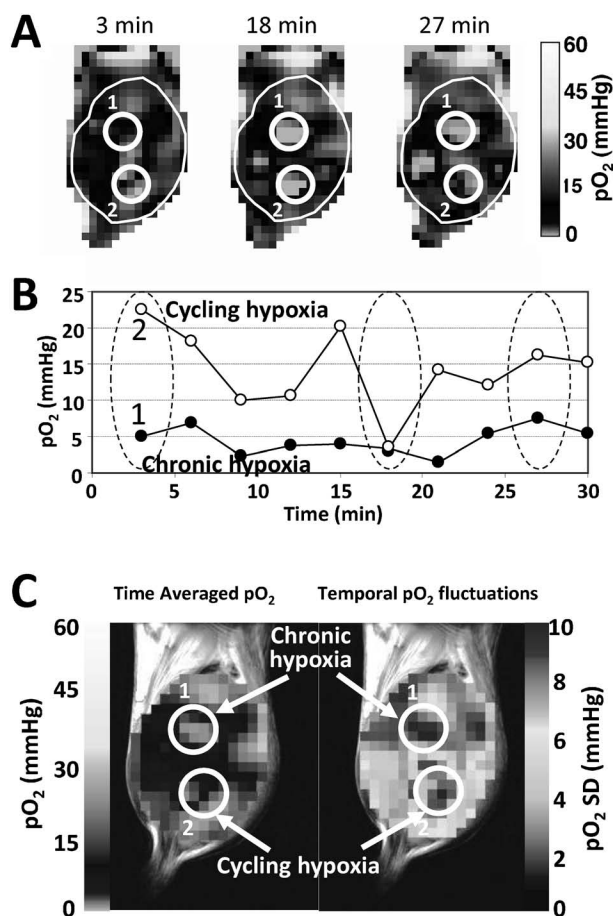 A
3 min 18 min 27 min
1 1 1
2 2 2
60
45
30
15
0
pO₂ (mmHg)
B
25
20
15
10
5
0
pO₂ (mmHg)
Cycling hypoxia
2
1
Chronic hypoxia
0 5 10 15 20 25 30
Time (min)
C
Time Averaged pO₂ Temporal pO₂ fluctuations
60
45
30
15
0
pO₂ (mmHg)
Chronic
hypoxia
1 1
2 2
Cycling hypoxia
10
8
6
4
2
0
pO₂ SD (mmHg)